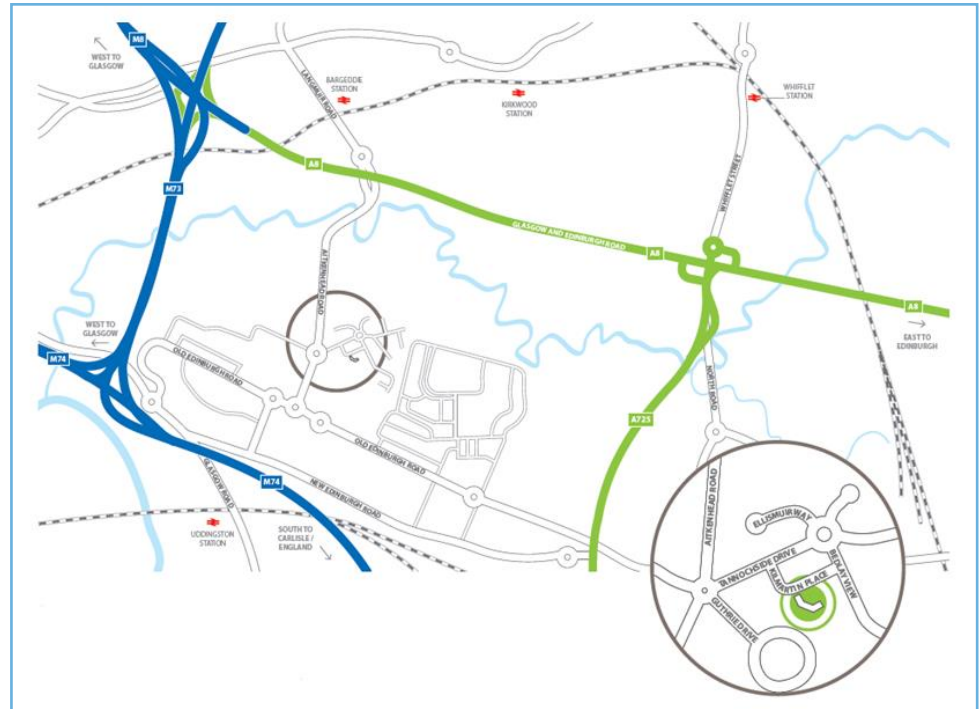 M8
WEST TO
GLASGOW
LANGMUIR ROAD
BARGEDDIE
STATION
KIRKWOOD
STATION
WHIFFLET
STATION
A8
M73
WHIFFLET STREET
GLASGOW AND EDINBURGH ROAD
A8
AITKENHEAD ROAD
A8
EAST TO
EDINBURGH
WEST TO
GLASGOW
M74
OLD EDINBURGH ROAD
NORTH ROAD
A725
OLD EDINBURGH ROAD
GLASGOW ROAD
M74
NEW EDINBURGH ROAD
UDDINGSTON
STATION
SOUTH TO
CARLISLE /
ENGLAND
AITKENHEAD ROAD
ELLISMUIR WAY
TANNOCHSIDE DRIVE
BEDLAY VIEW
KILMARTIN PLACE
GUTHRIE DRIVE